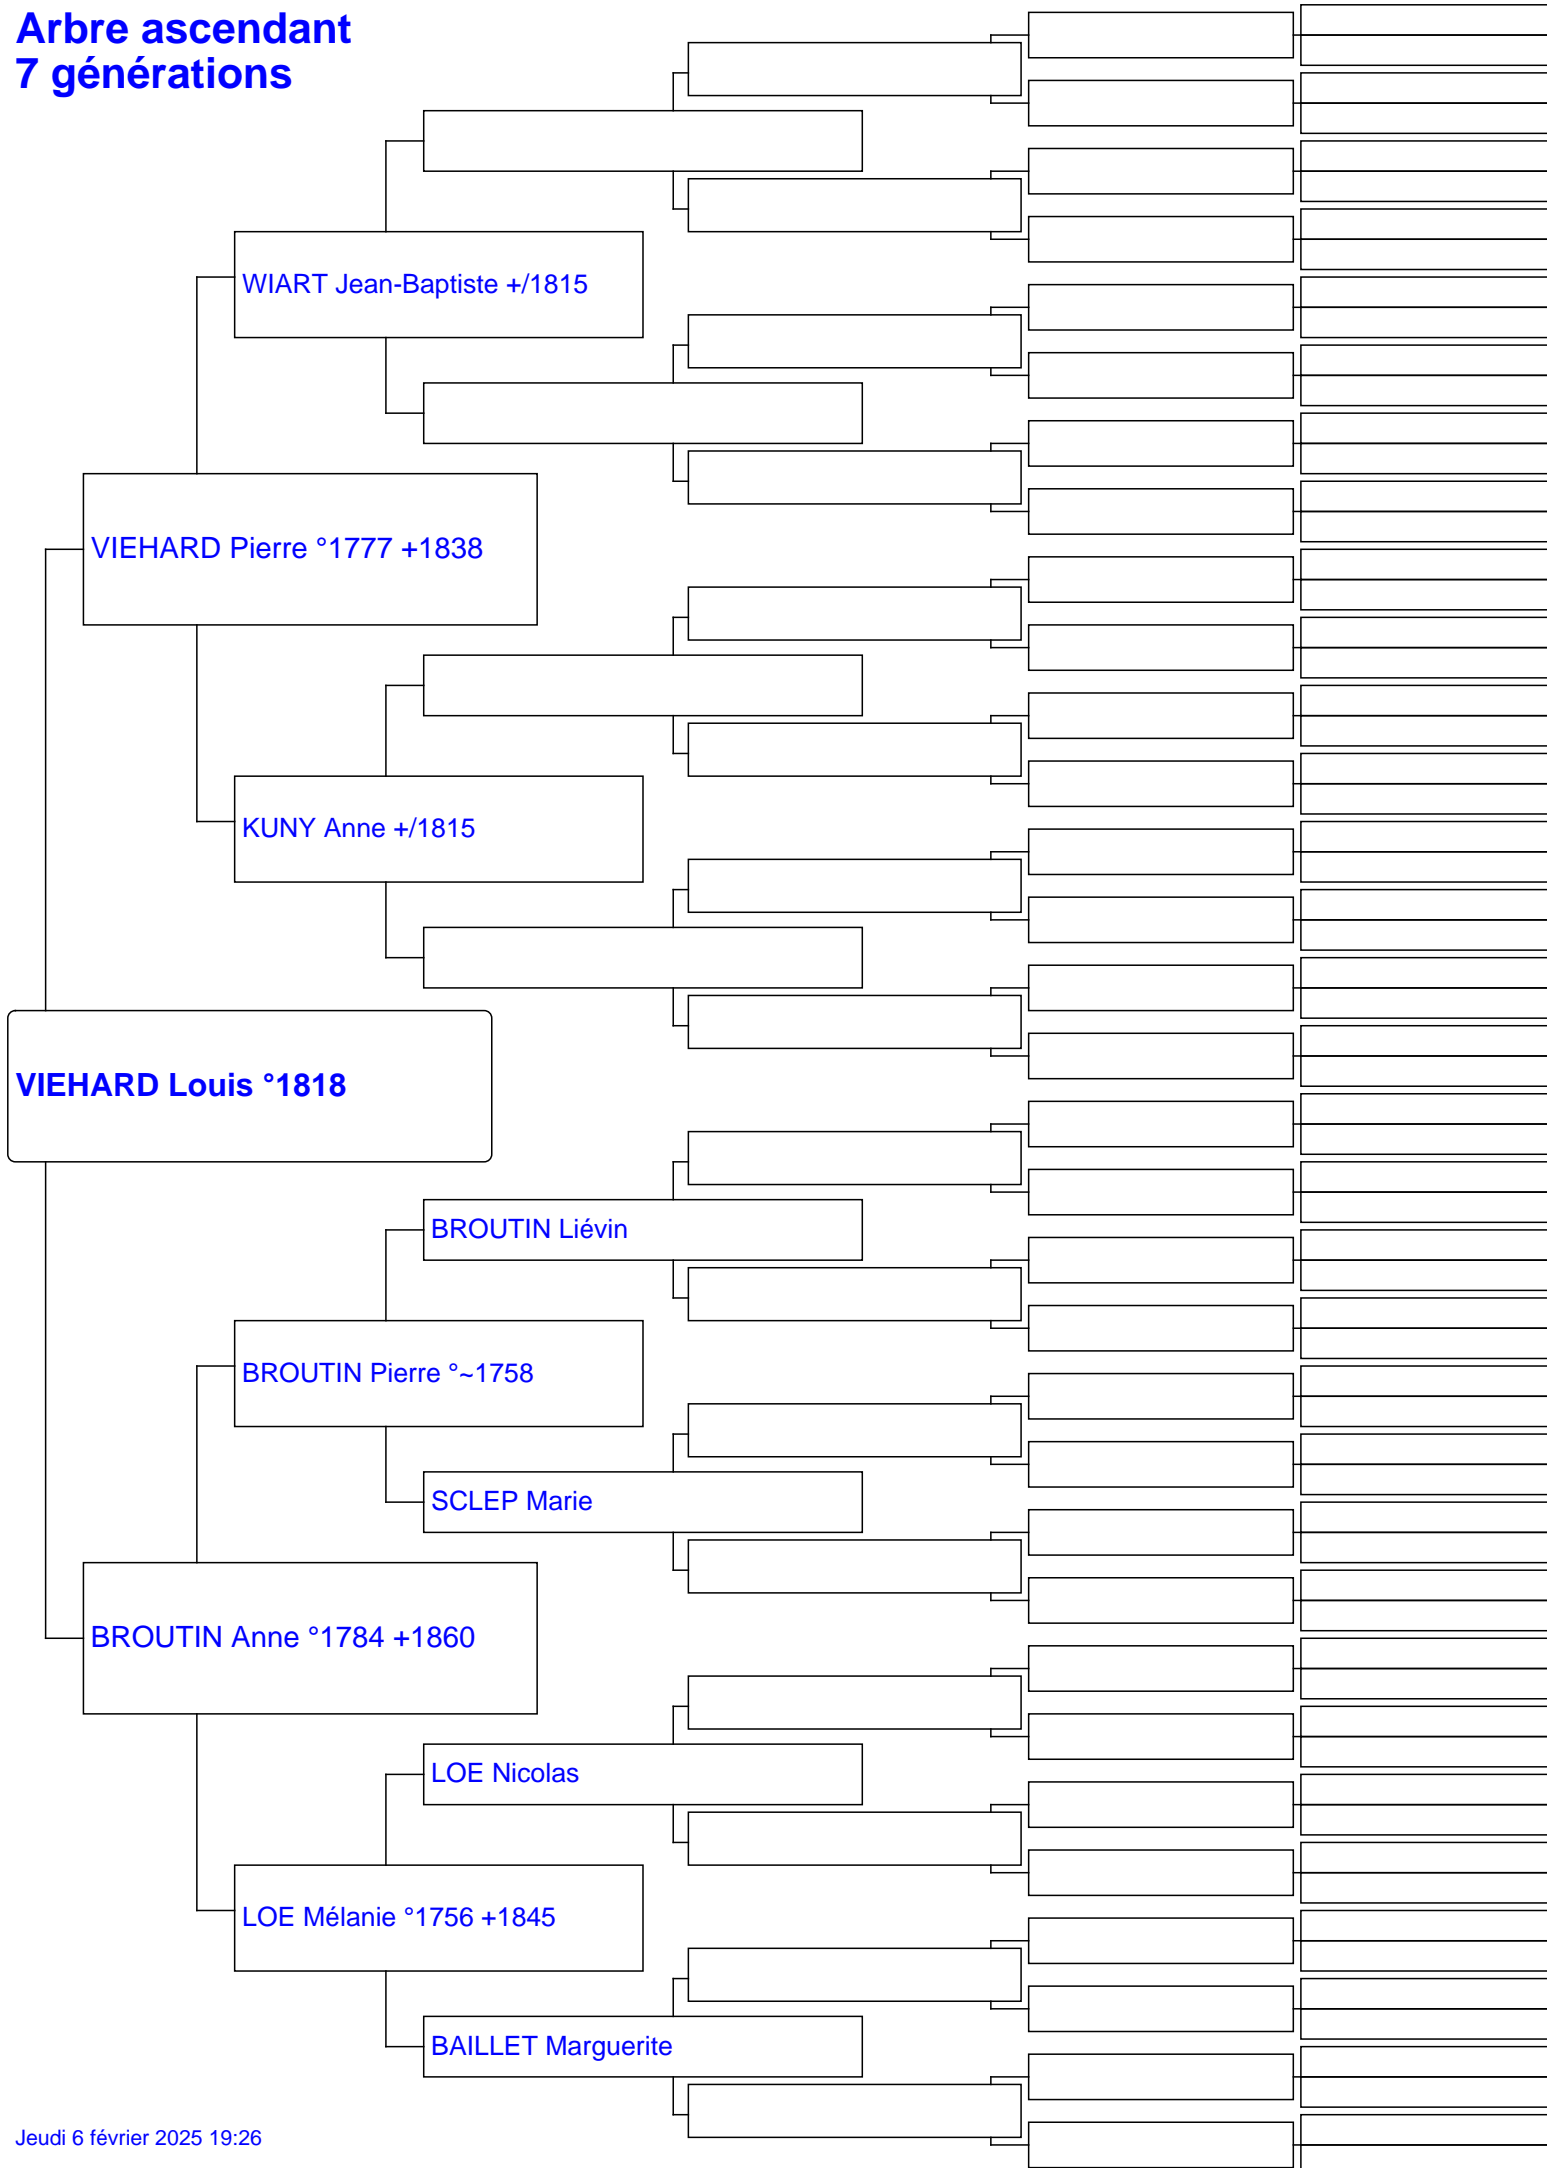 Arbre ascendant
7 générations
WIART Jean-Baptiste +/1815
VIEHARD Pierre °1777 +1838
KUNY Anne +/1815
VIEHARD Louis °1818
BROUTIN Liévin
BROUTIN Pierre °~1758
SCLEP Marie
BROUTIN Anne °1784 +1860
LOE Nicolas
LOE Mélanie °1756 +1845
BAILLET Marguerite
Jeudi 6 février 2025 19:26